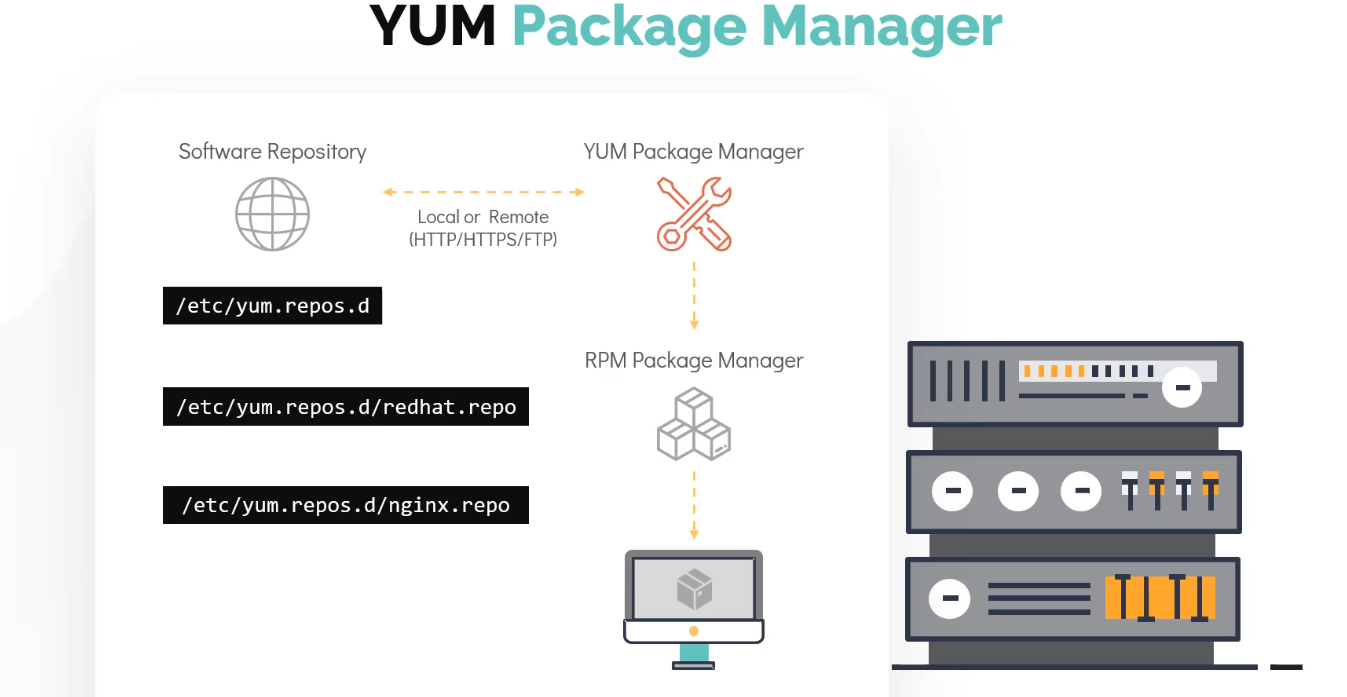 YUM Package Manager
Software Repository
YUM Package Manager
Local or Remote
(HTTP/HTTPS/FTP)
/etc/yum.repos.d
RPM Package Manager
/etc/yum.repos.d/redhat.repo
/etc/yum.repos.d/nginx.repo